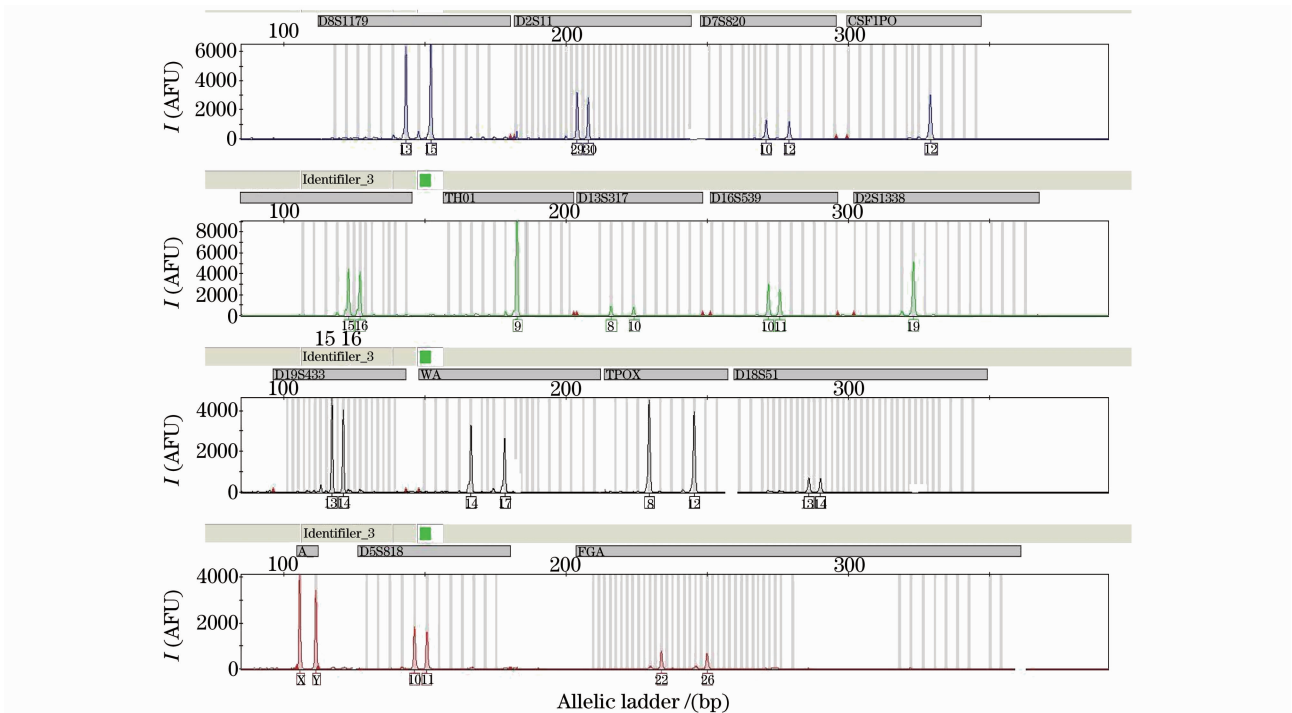 D8S1179 D2S11 D7S820 CSF1PO
100 200 300
I (AFU)
6000
4000
2000
0
13 15 29 30 10 12 12
Identifiler_3
TH01 D13S317 D16S539 D2S1338
100 200 300
I (AFU)
8000
6000
4000
2000
0
15 16 9 8 10 10 11 19
15 16
Identifiler_3
D19S433 WA TPOX D18S51
100 200 300
I (AFU)
4000
2000
0
13 14 14 17 8 12 13 14
Identifiler_3
A_ D5S818 FGA
100 200 300
I (AFU)
4000
2000
0
X Y 10 11 22 26
Allelic ladder /(bp)